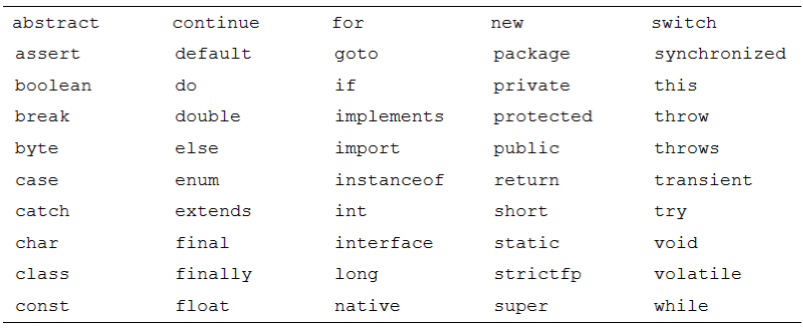 abstract continue for new switch
assert default goto package synchronized
boolean do if private this
break double implements protected throw
byte else import public throws
case enum instanceof return transient
catch extends int short try
char final interface static void
class finally long strictfp volatile
const float native super while